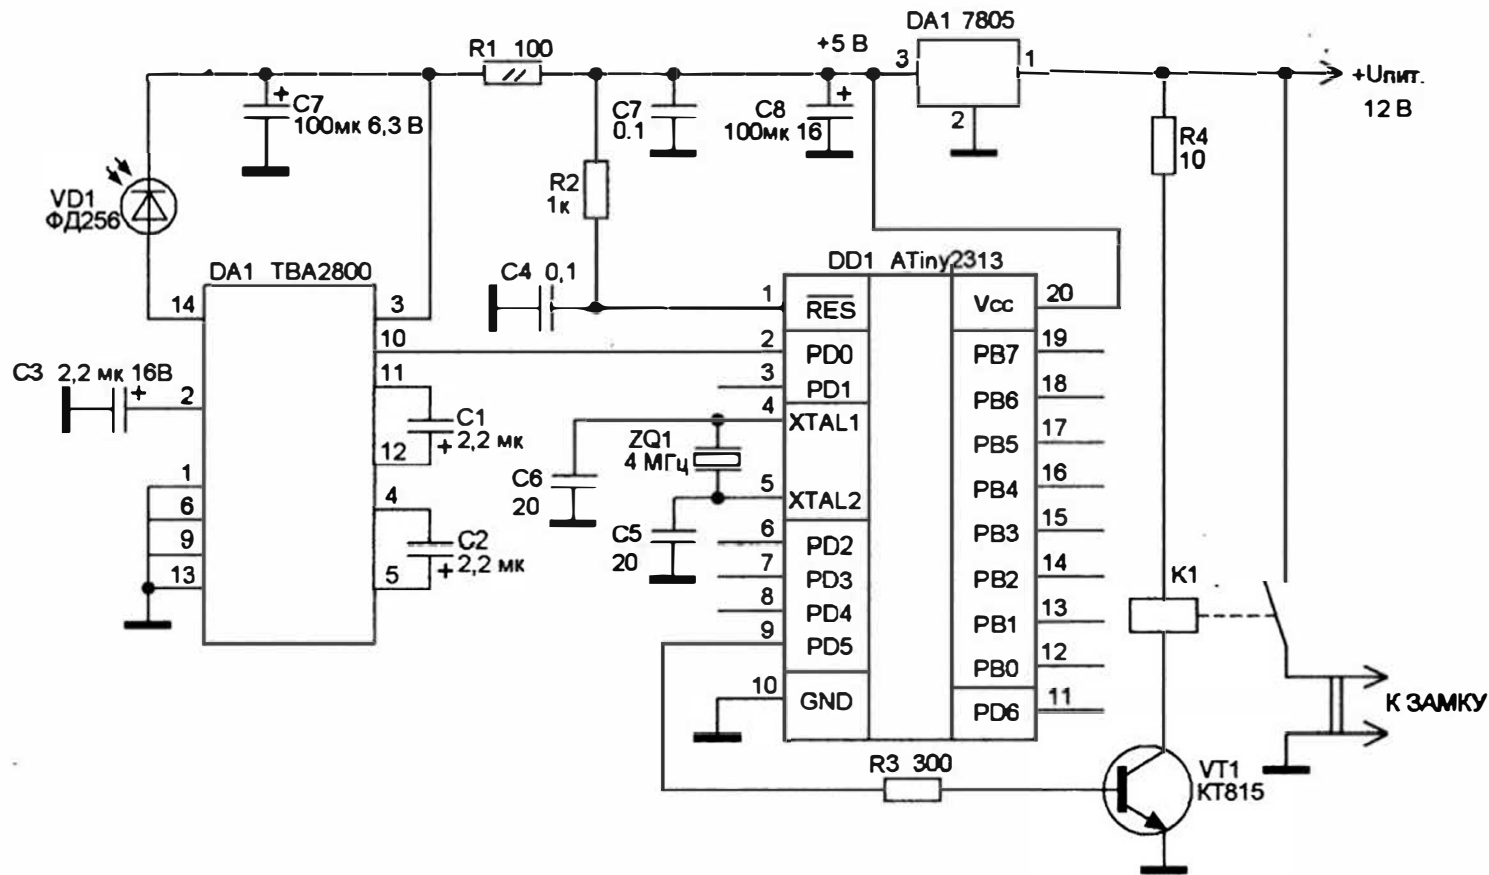 DA1 7805
+5 В
3
1
2
+Uпит.
12 В
R1 100
C7
100мк 6,3 В
C7
0.1
C8
100мк 16
R4
10
R2
1к
VD1
ФД256
DA1 TBA2800
14
3
10
11
12
4
5
2
1
6
9
13
C3 2,2 мк 16В
+
C1
+ 2,2 мк
C2
+ 2,2 мк
C4 0,1
DD1 ATiny2313
1
RES
2
PD0
3
PD1
4
XTAL1
5
XTAL2
6
PD2
7
PD3
8
PD4
9
PD5
10
GND
Vcc
20
PB7
19
PB6
18
PB5
17
PB4
16
PB3
15
PB2
14
PB1
13
PB0
12
PD6
11
ZQ1
4 МГц
C6
20
C5
20
K1
К ЗАМКУ
R3 300
VT1
КТ815